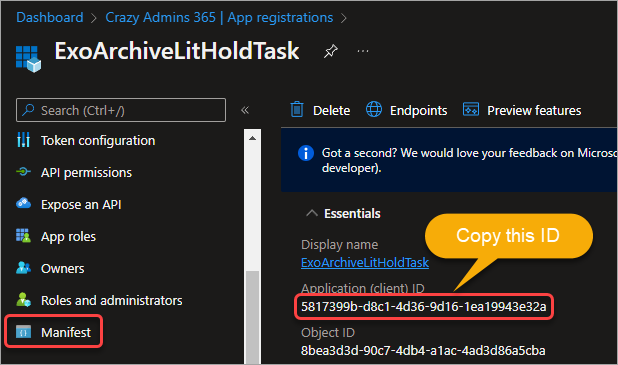 Dashboard > Crazy Admins 365 | App registrations >
ExoArchiveLitHoldTask
...
Search (Ctrl+/)
«
Delete
Endpoints
Preview features
Token configuration
API permissions
Expose an API
App roles
Owners
Roles and administrators
Manifest
Got a second? We would love your feedback on Micros
developer).
Essentials
Copy this ID
Display name
ExoArchiveLitHoldTask
Application (client) ID
5817399b-d8c1-4d36-9d16-1ea19943e32a
Object ID
8bea3d3d-90c7-4db4-a1ac-4ad3d86a5cba